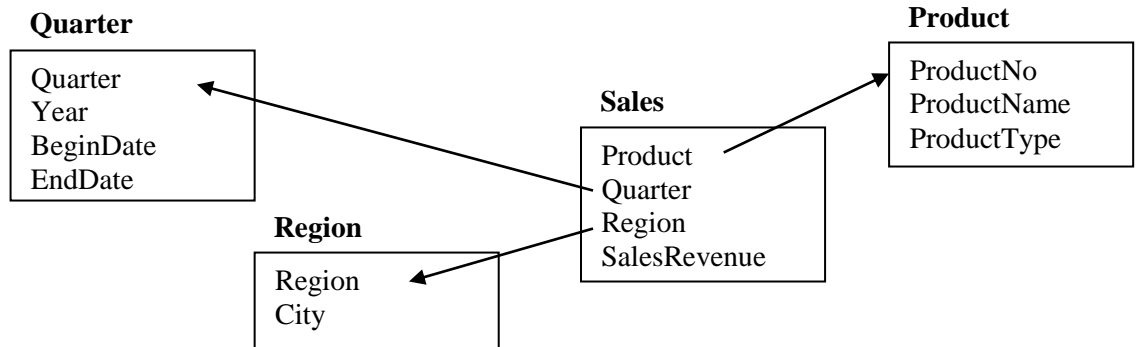 Quarter
Quarter
Year
BeginDate
EndDate
Region
Region
City
Sales
Product
Quarter
Region
SalesRevenue
Product
ProductNo
ProductName
ProductType